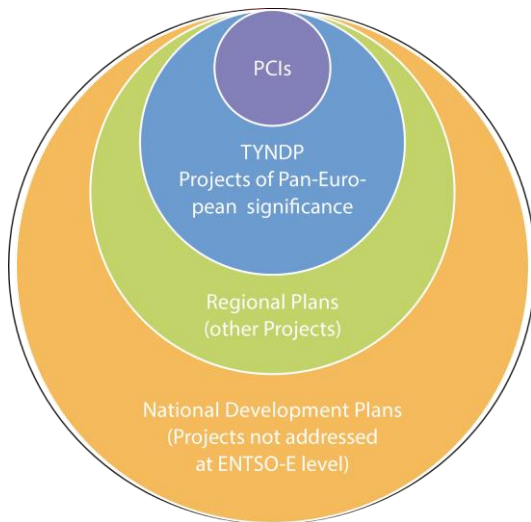 PCIs
TYNDP
Projects of Pan-Euro-
pean significance
Regional Plans
(other Projects)
National Development Plans
(Projects not addressed
at ENTSO-E level)